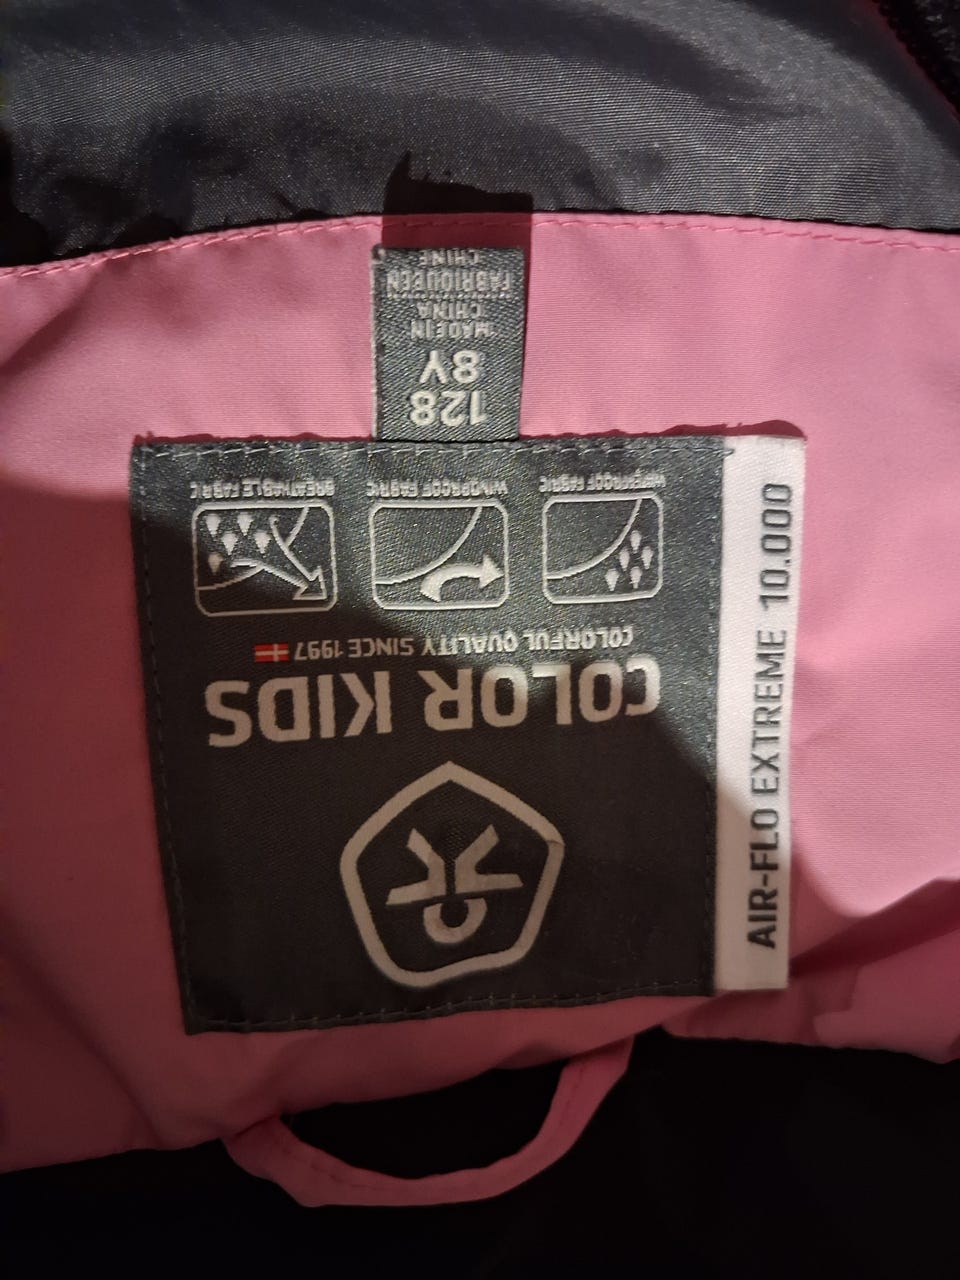 COLOR KIDS
COLORFUL QUALITY SINCE 1997
WATERPROOF FABRIC
WINDPROOF FABRIC
BREATHABLE FABRIC
128
8Y
MADE IN
CHINA
FABRIQUE EN
CHINE
AIR-FLO EXTREME 10.000